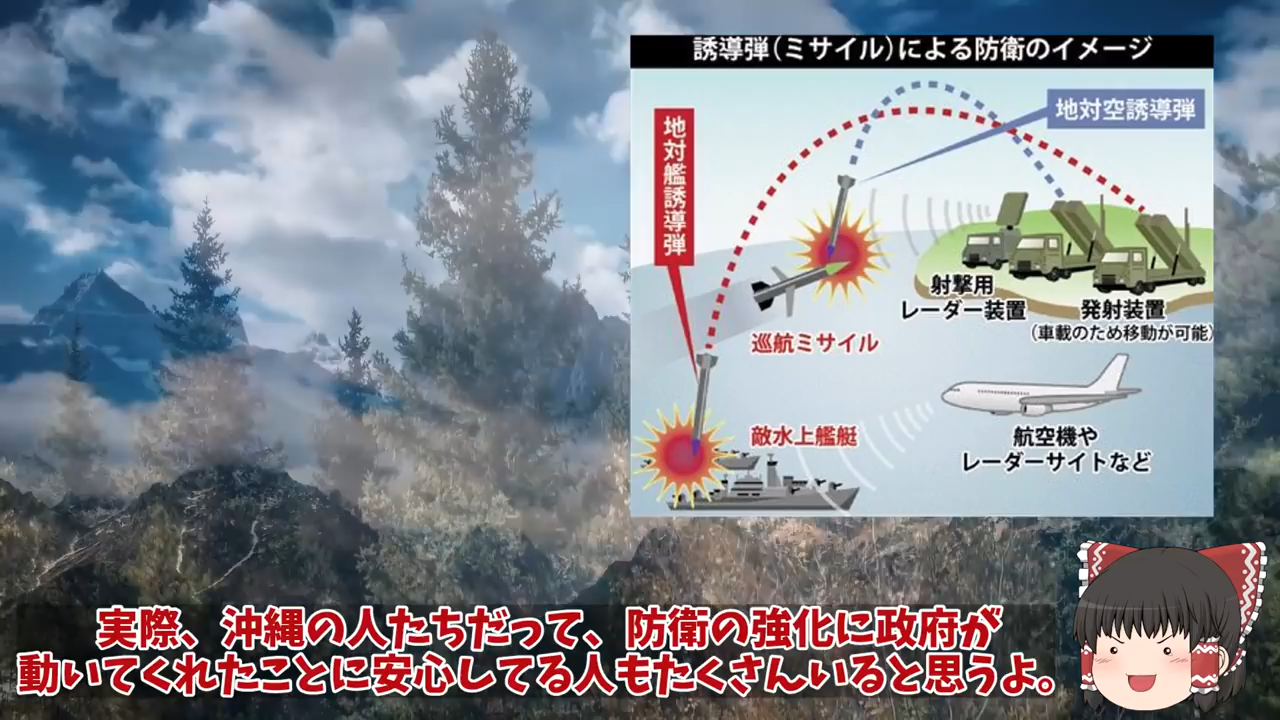 誘導弾(ミサイル)による防衛のイメージ
地対空誘導弾
地対艦誘導弾
射撃用
レーダー装置
発射装置
(車載のため移動が可能)
巡航ミサイル
敵水上艦艇
航空機や
レーダーサイトなど
実際、沖縄の人たちだって、防衛の強化に政府が
動いてくれたことに安心してる人もたくさんいると思うよ。